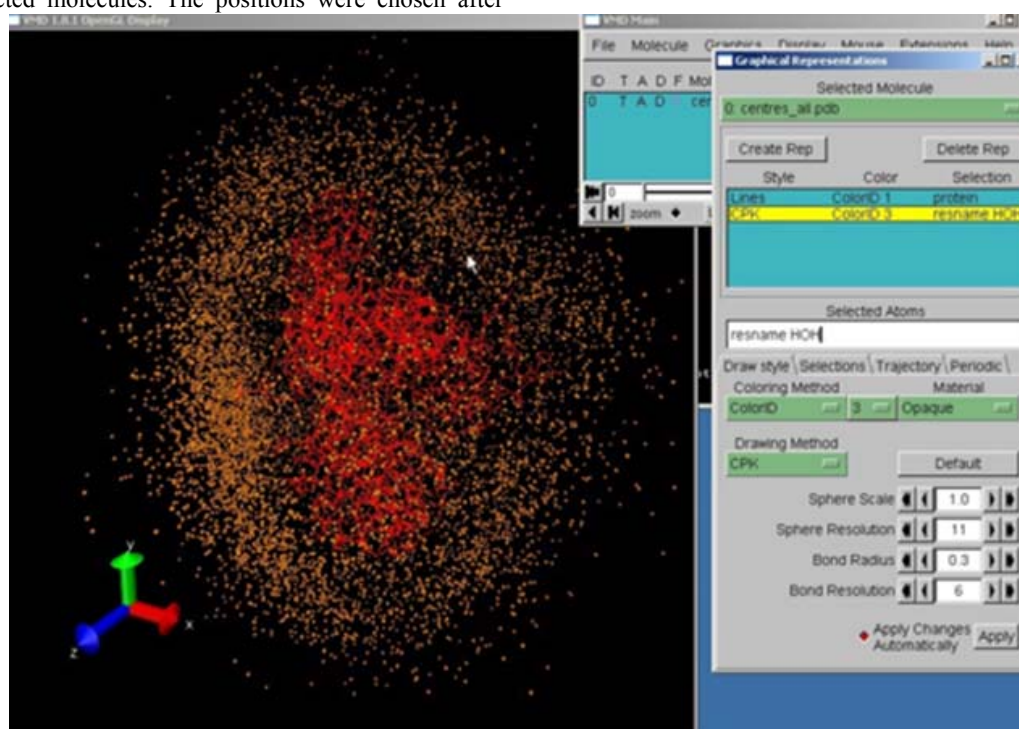 cted molecules. The positions were chosen after
VMD 1.8.1 OpenGL Display
VMD Main
File Molecule Graphics Display Mouse Extensions Help
Graphical Representations
ID T A D F Mol
0 T A D F cen
zoom
0
Selected Molecule
0: centres_all.pdb
Create Rep Delete Rep
Style Color Selection
Lines ColorID 1 protein
CPK ColorID 3 resname HOH
Selected Atoms
resname HOH
Draw style Selections Trajectory Periodic
Coloring Method Material
ColorID 3 Opaque
Drawing Method
CPK Default
Sphere Scale 1.0
Sphere Resolution 11
Bond Radius 0.3
Bond Resolution 6
Apply Changes
Automatically Apply
y
x
z